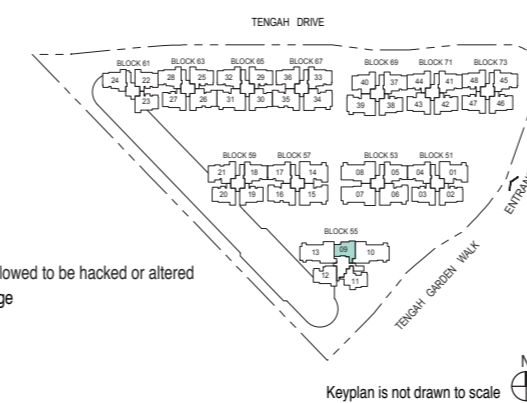 TENGAH DRIVE
BLOCK 61 BLOCK 63 BLOCK 65 BLOCK 67 BLOCK 69 BLOCK 71 BLOCK 73
24 22 28 25 32 29 36 33 40 37 44 41 48 45
23 27 26 31 30 35 34 39 38 43 42 47 46
BLOCK 59 BLOCK 57 BLOCK 53 BLOCK 51
21 18 17 14 08 05 04 01
20 19 16 15 07 06 03 02
BLOCK 55
13 09 10
12 11
TENGAH GARDEN WALK
lowed to be hacked or altered
ge
N
Keyplan is not drawn to scale